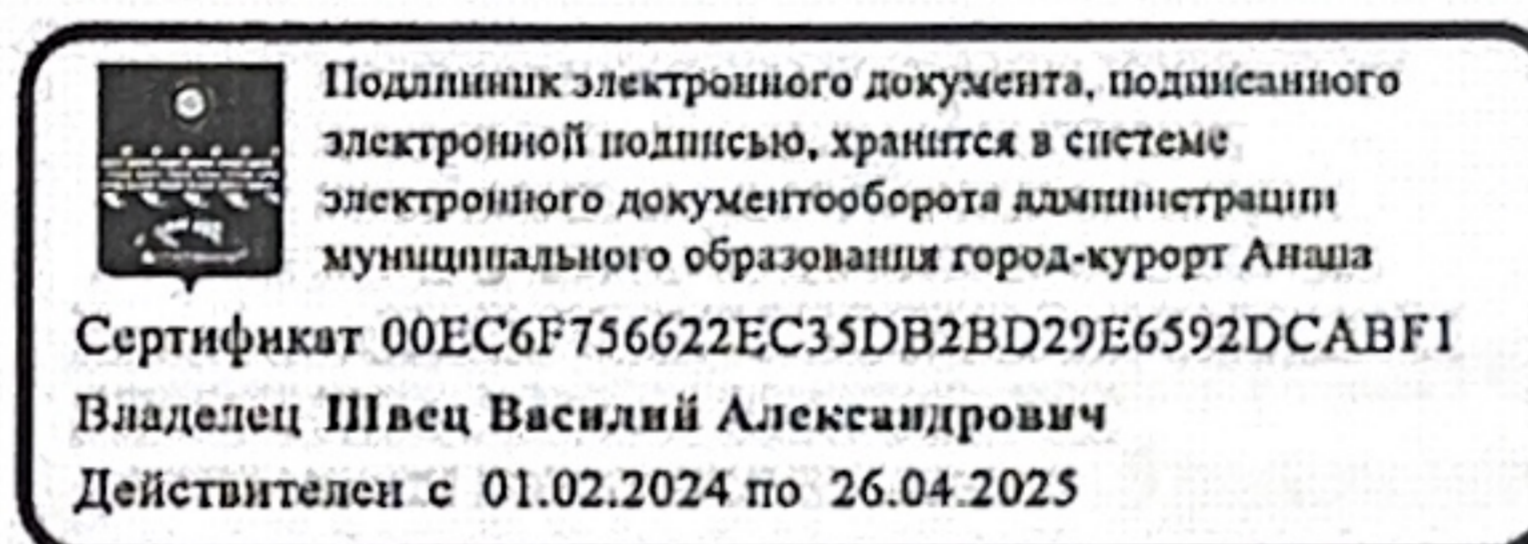 Подлинник электронного документа, подписанного
электронной подписью, хранится в системе
электронного документооборота администрации
муниципального образования город-курорт Анапа
Сертификат 00EC6F756622EC35DB2BD29E6592DCABF1
Владелец Швец Василий Александрович
Действителен с 01.02.2024 по 26.04.2025